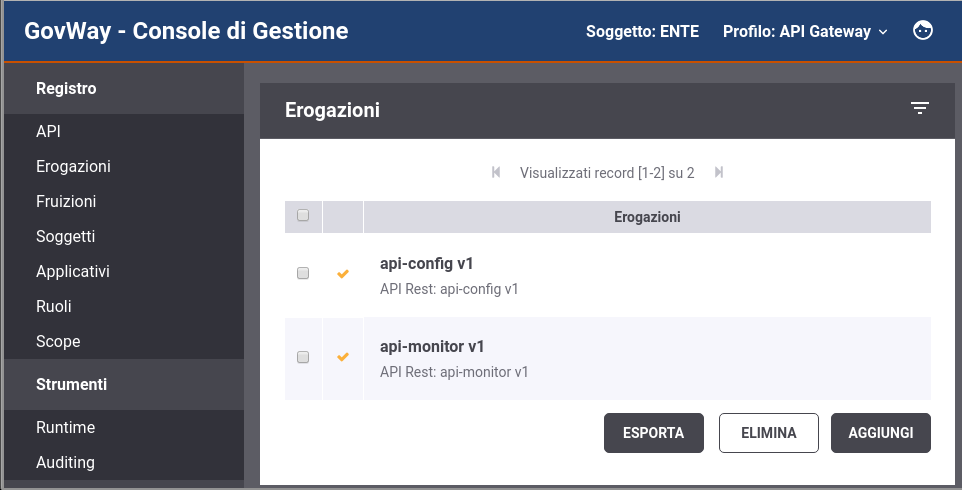 GovWay - Console di Gestione
Soggetto: ENTE
Profilo: API Gateway
Registro
API
Erogazioni
Fruizioni
Soggetti
Applicativi
Ruoli
Scope
Strumenti
Runtime
Auditing
Erogazioni
Visualizzati record [1-2] su 2
Erogazioni
api-config v1
API Rest: api-config v1
api-monitor v1
API Rest: api-monitor v1
ESPORTA
ELIMINA
AGGIUNGI